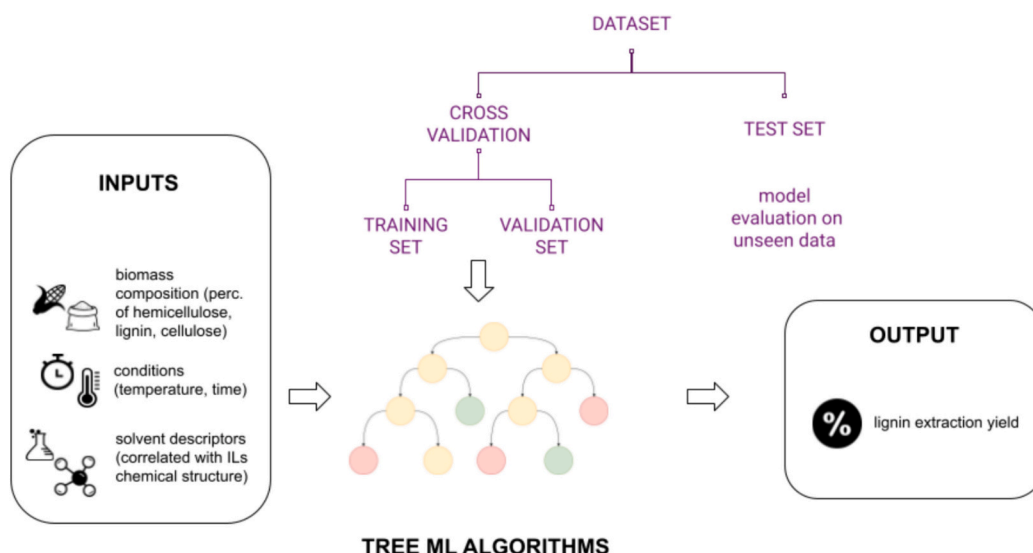 DATASET
CROSS
VALIDATION
TEST SET
TRAINING
SET
VALIDATION
SET
model
evaluation on
unseen data
INPUTS
biomass
composition (perc.
of hemicellulose,
lignin, cellulose)
conditions
(temperature, time)
solvent descriptors
(correlated with ILs
chemical structure)
OUTPUT
%
lignin extraction yield
TREE ML ALGORITHMS